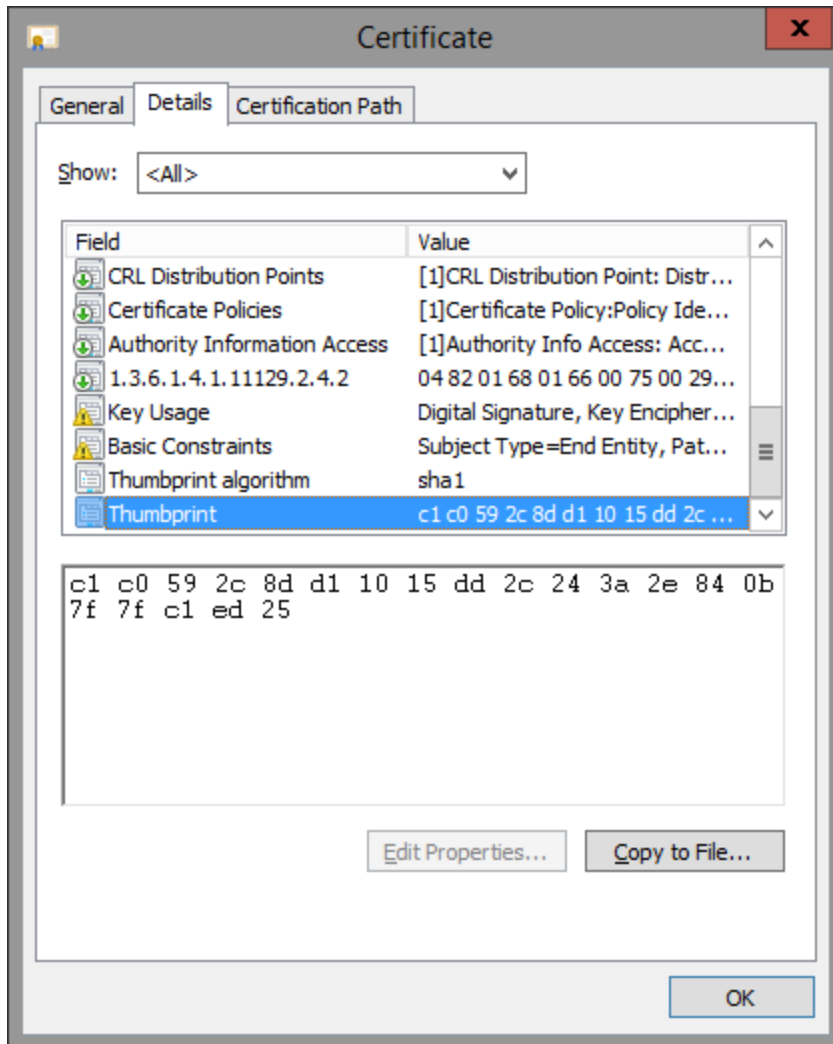 Certificate
x
General Details Certification Path
Show: <All>
Field Value
CRL Distribution Points [1]CRL Distribution Point: Distr...
Certificate Policies [1]Certificate Policy:Policy Ide...
Authority Information Access [1]Authority Info Access: Acc...
1.3.6.1.4.1.11129.2.4.2 04 82 01 68 01 66 00 75 00 29...
Key Usage Digital Signature, Key Encipher...
Basic Constraints Subject Type=End Entity, Pat...
Thumbprint algorithm sha1
Thumbprint c1 c0 59 2c 8d d1 10 15 dd 2c ...
c1 c0 59 2c 8d d1 10 15 dd 2c 24 3a 2e 84 0b
7f 7f c1 ed 25
Edit Properties... Copy to File...
OK